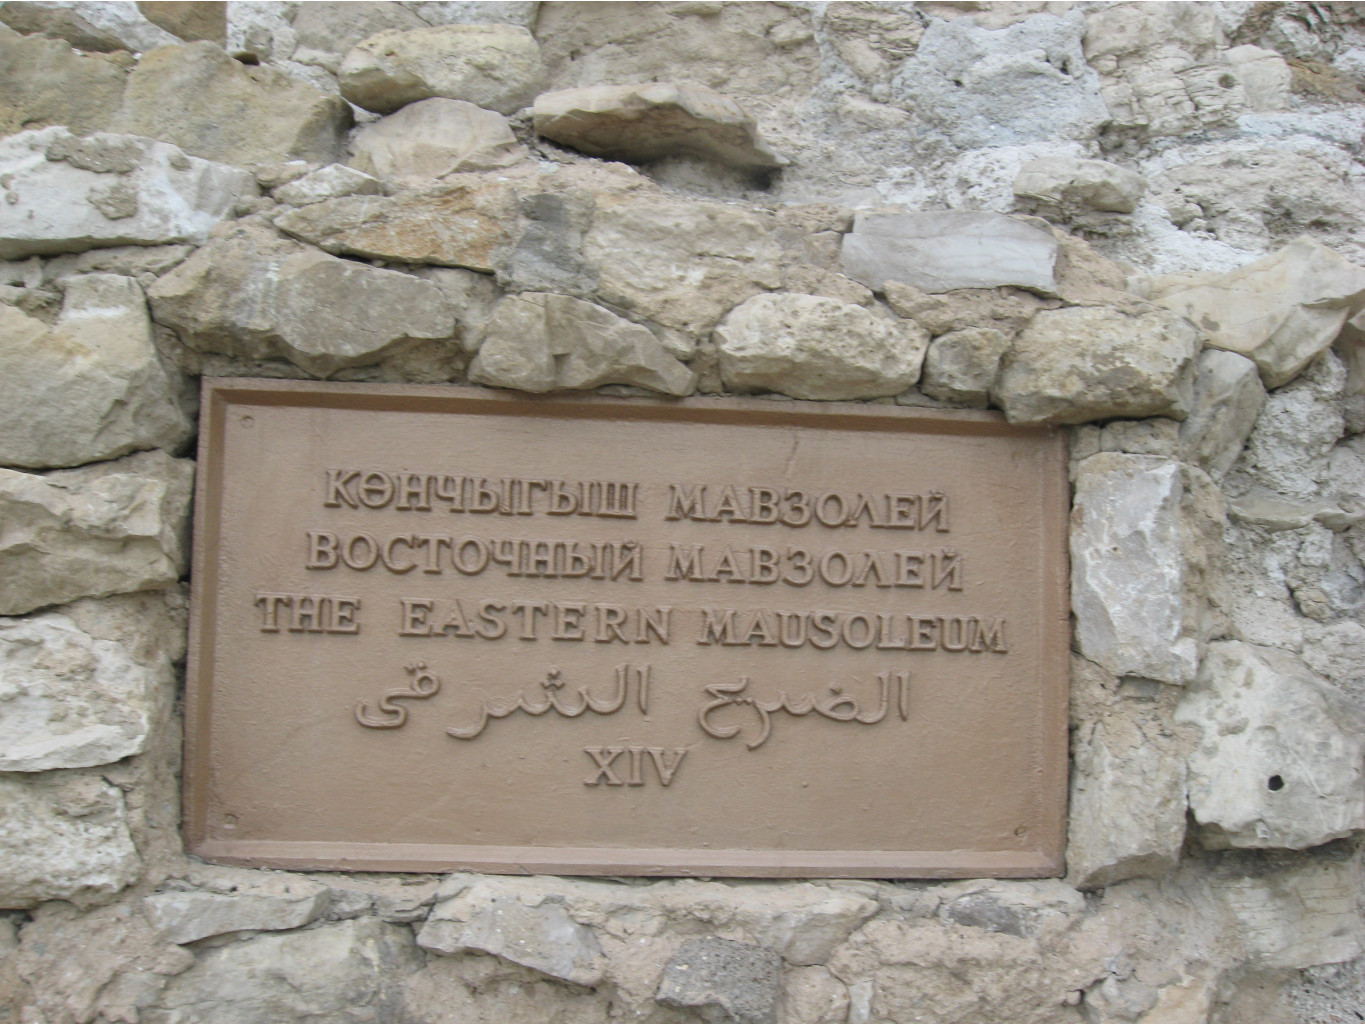 КӨНЧЫГЫШ МАВЗОЛЕЙ
ВОСТОЧНЫЙ МАВЗОЛЕЙ
THE EASTERN MAUSOLEUM
الضريح الشرقي
XIV